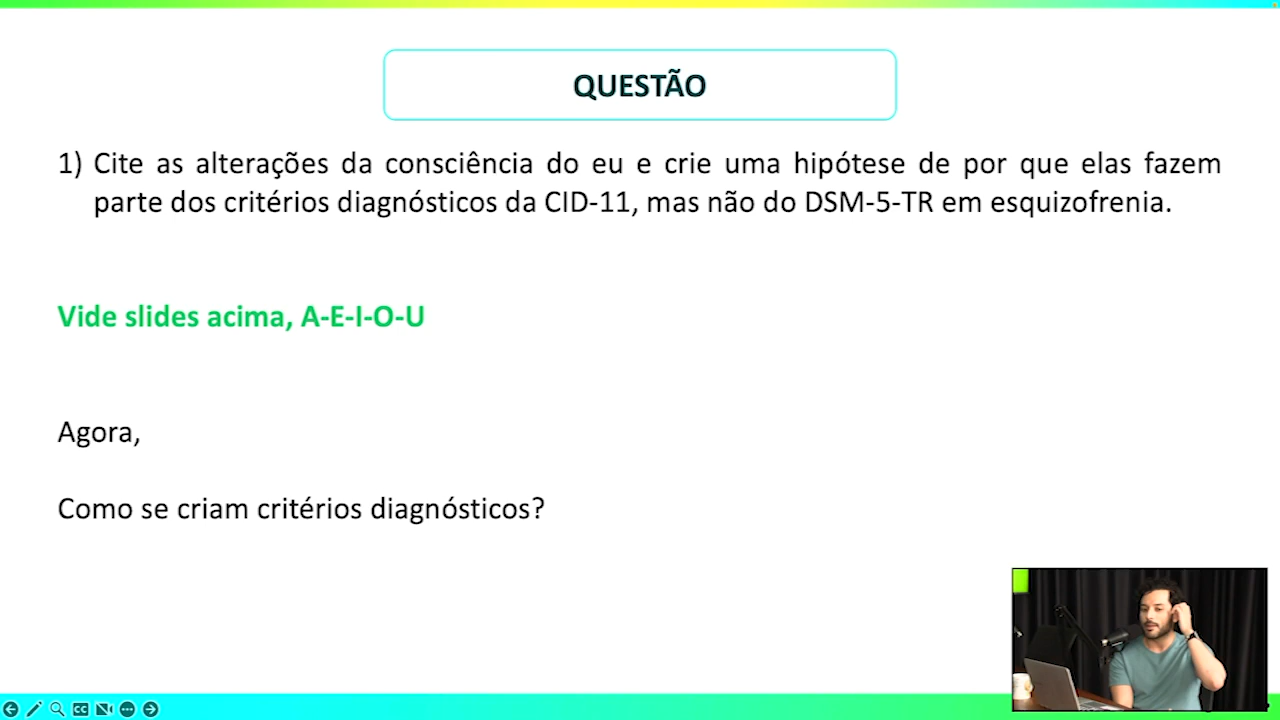 QUESTÃO
1) Cite as alterações da consciência do eu e crie uma hipótese de por que elas fazem
parte dos critérios diagnósticos da CID-11, mas não do DSM-5-TR em esquizofrenia.
Vide slides acima, A-E-I-O-U
Agora,
Como se criam critérios diagnósticos?
CC